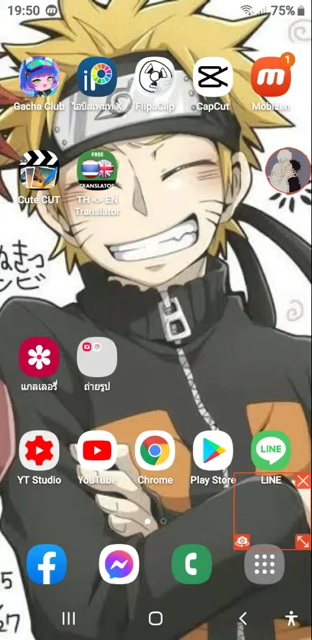 19:50 75%
1
Gacha Club ไอบิสเพนท์ X FlipaClip CapCut Mobizen
FREE
TRANSLATOR
Cute CUT TH <> EN
Translator
แกลเลอรี่ ถ่ายรูป
YT Studio YouTube Chrome Play Store LINE
LINE